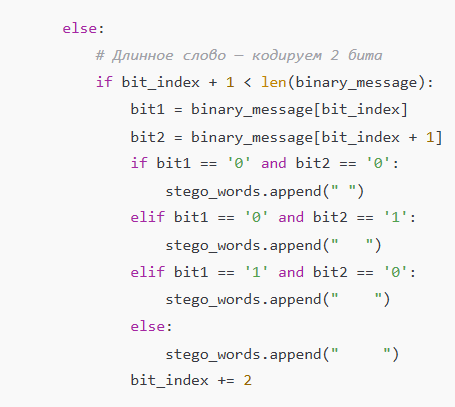 else:
    # Длинное слово — кодируем 2 бита
    if bit_index + 1 < len(binary_message):
        bit1 = binary_message[bit_index]
        bit2 = binary_message[bit_index + 1]
        if bit1 == '0' and bit2 == '0':
            stego_words.append(" ")
        elif bit1 == '0' and bit2 == '1':
            stego_words.append("   ")
        elif bit1 == '1' and bit2 == '0':
            stego_words.append("    ")
        else:
            stego_words.append("     ")
        bit_index += 2